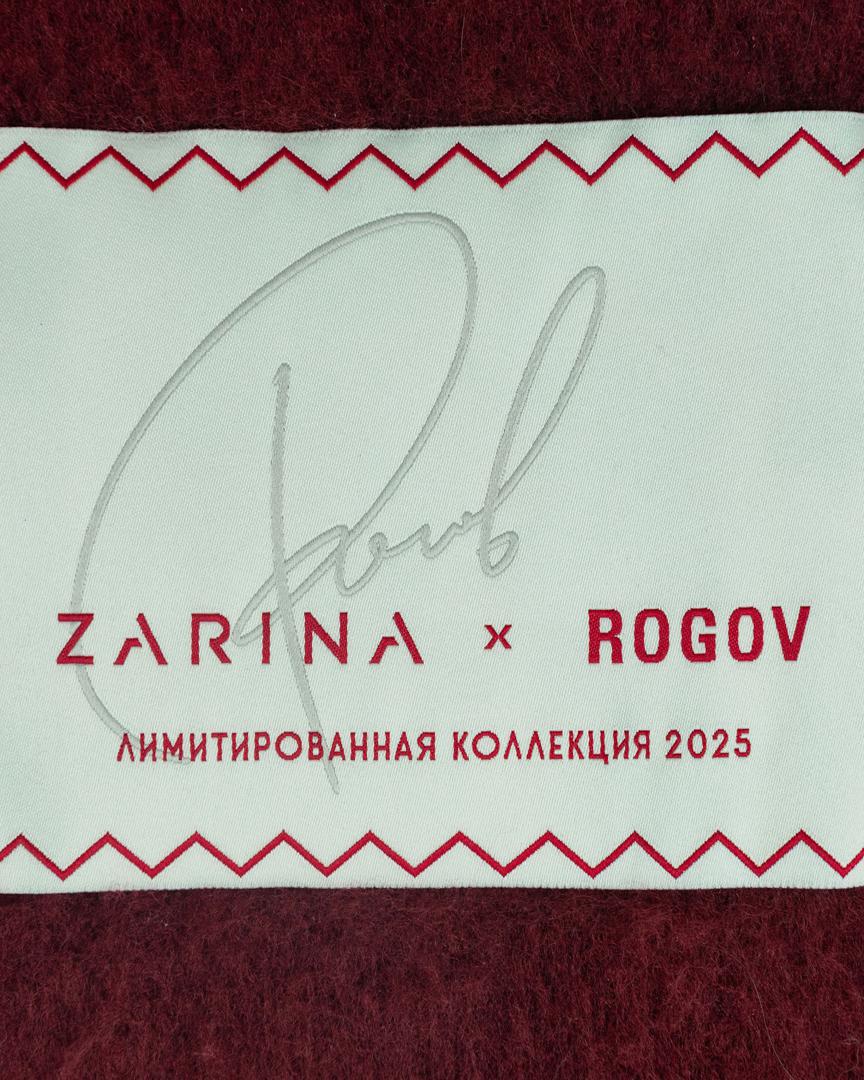 ZARINA x ROGOV
ЛИМИТИРОВАННАЯ КОЛЛЕКЦИЯ 2025